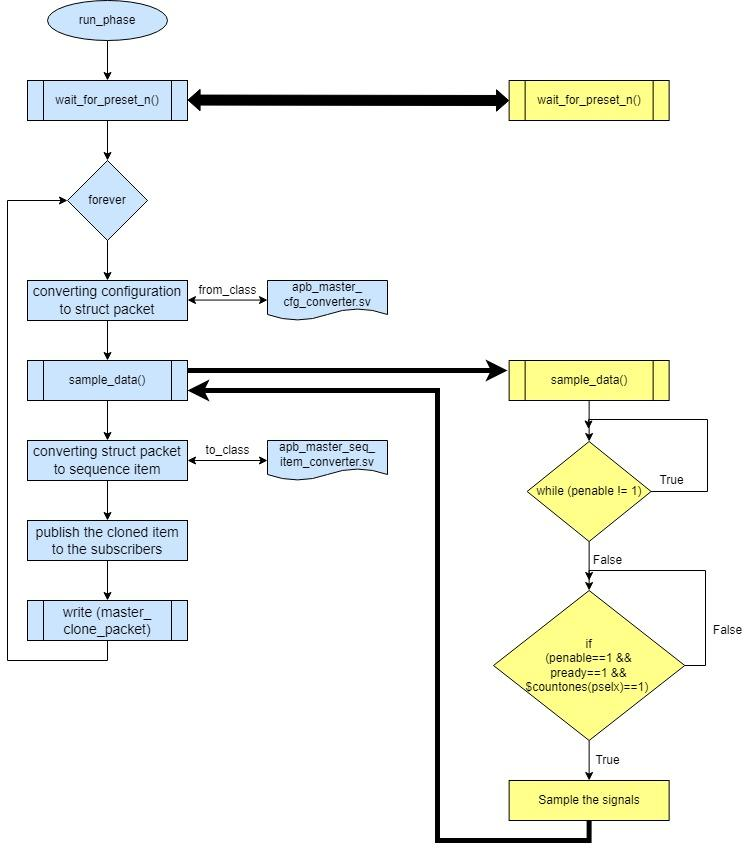 run_phase
wait_for_preset_n()
wait_for_preset_n()
forever
converting configuration
to struct packet
from_class
apb_master_
cfg_converter.sv
sample_data()
sample_data()
converting struct packet
to sequence item
to_class
apb_master_seq_
item_converter.sv
while (penable != 1)
True
publish the cloned item
to the subscribers
False
write (master_
clone_packet)
if
(penable==1 &&
pready==1 &&
$countones(pselx)==1)
False
True
Sample the signals